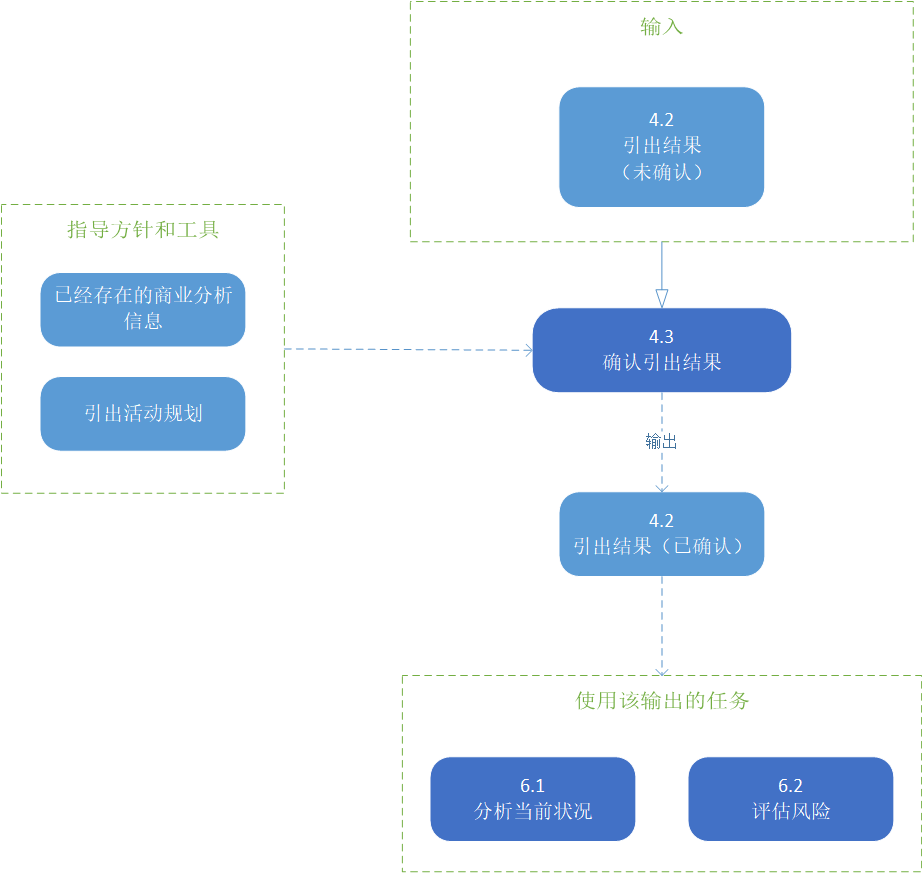 输入
4.2
引出结果
（未确认）
指导方针和工具
已经存在的商业分析
信息
引出活动规划
4.3
确认引出结果
输出
4.2
引出结果（已确认）
使用该输出的任务
6.1
分析当前状况
6.2
评估风险